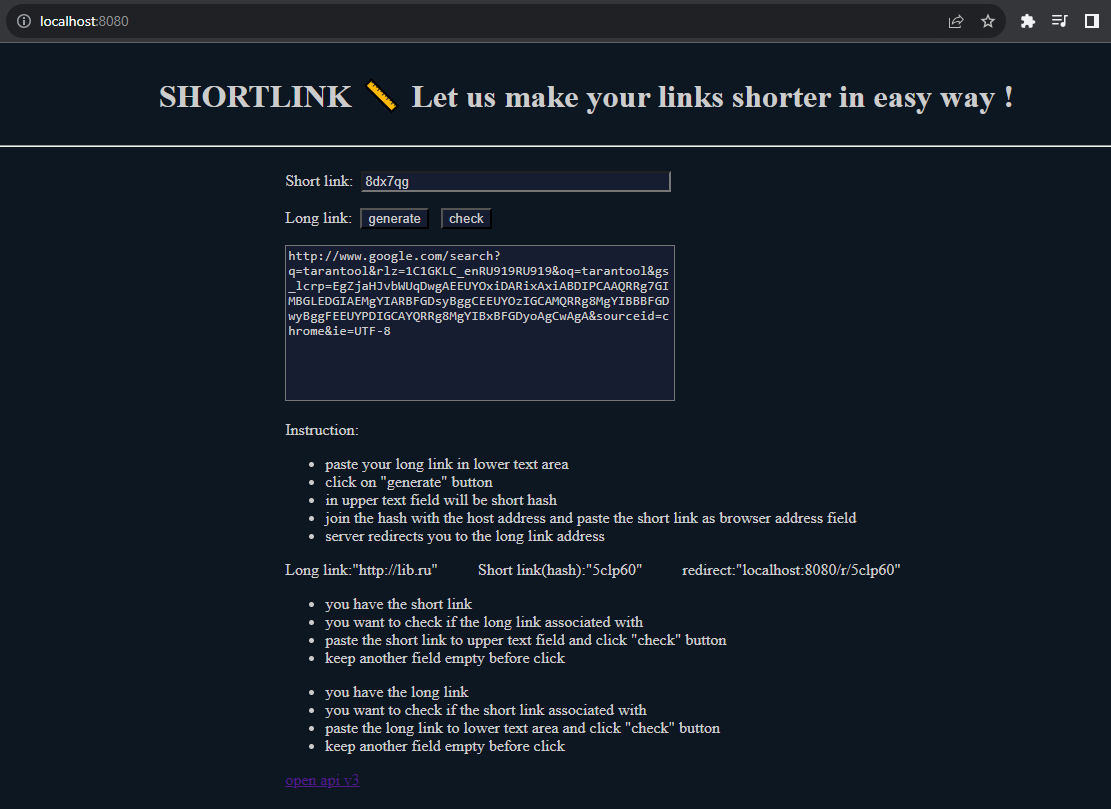 localhost:8080
SHORTLINK 📏 Let us make your links shorter in easy way !
Short link: 8dx7qg
Long link: generate check
http://www.google.com/search?
q=tarantool&rlz=1C1GKLC_enRU919RU919&oq=tarantool&gs
_lcrp=EgZjaHJvbWUqDwgAEEUYOxiDARixAxiABDIPCAAQRRg7GI
MBGLEDGIAEMgYIARBFGDsyBggCEEUYOzIGCAMQRRg8MgYIBBBFGD
wyBggFEEUYPDIGCAYQRRg8MgYIBxBFGDyoAgCwAgA&sourceid=c
hrome&ie=UTF-8
Instruction:
• paste your long link in lower text area
• click on "generate" button
• in upper text field will be short hash
• join the hash with the host address and paste the short link as browser address field
• server redirects you to the long link address
Long link:"http://lib.ru" Short link(hash):"5clp60" redirect:"localhost:8080/r/5clp60"
• you have the short link
• you want to check if the long link associated with
• paste the short link to upper text field and click "check" button
• keep another field empty before click
• you have the long link
• you want to check if the short link associated with
• paste the long link to lower text area and click "check" button
• keep another field empty before click
open api v3